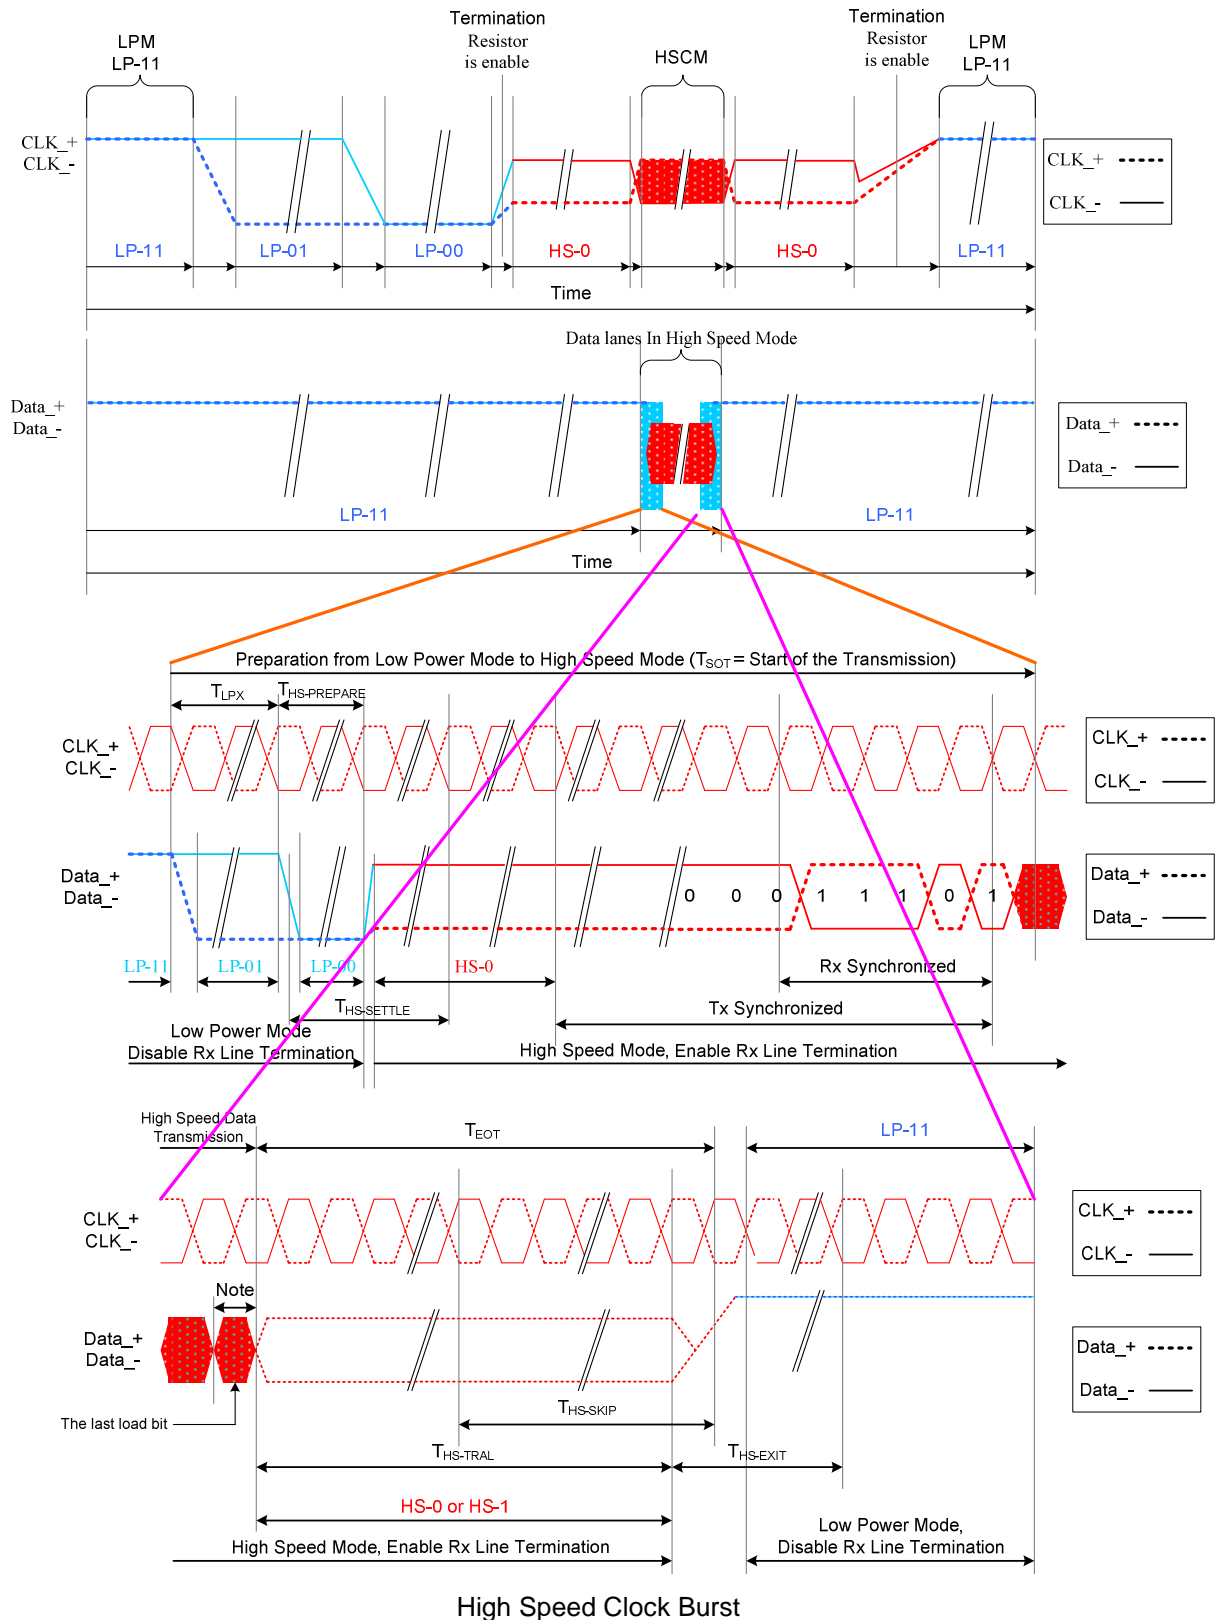 Termination
Resistor
is enable
Termination
Resistor
is enable
LPM
LP-11
HSCM
LPM
LP-11
CLK_+
CLK_-
CLK_+
CLK_-
LP-11
LP-01
LP-00
HS-0
HS-0
LP-11
Time
Data lanes In High Speed Mode
Data_+
Data_-
Data_+
Data_-
LP-11
LP-11
Time
Preparation from Low Power Mode to High Speed Mode (TSOT = Start of the Transmission)
TLPX
THS-PREPARE
CLK_+
CLK_-
CLK_+
CLK_-
Data_+
Data_-
0 0 0 1 1 1 0 1
Data_+
Data_-
LP-11
LP-01
LP-00
HS-0
Rx Synchronized
THS-SETTLE
Tx Synchronized
Low Power Mode
Disable Rx Line Termination
High Speed Mode, Enable Rx Line Termination
High Speed Data
Transmission
TEOT
LP-11
CLK_+
CLK_-
CLK_+
CLK_-
Note
Data_+
Data_-
Data_+
Data_-
The last load bit
THS-SKIP
THS-TRAL
THS-EXIT
HS-0 or HS-1
High Speed Mode, Enable Rx Line Termination
Low Power Mode,
Disable Rx Line Termination
High Speed Clock Burst